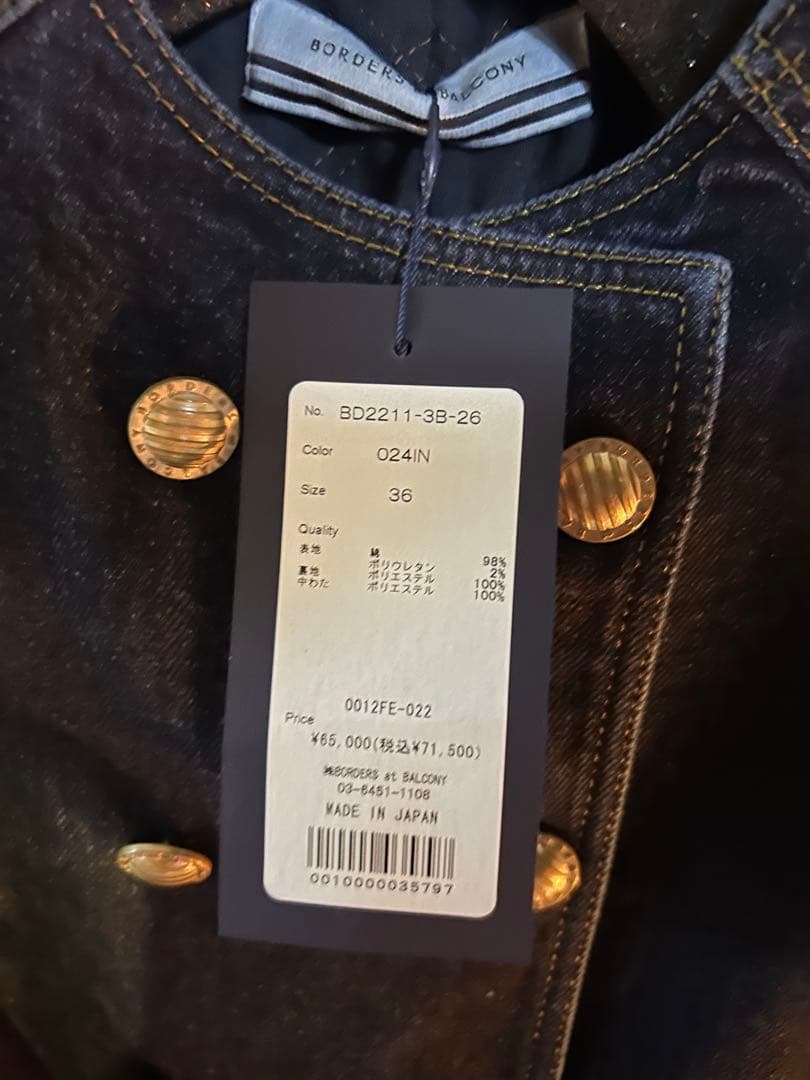 BORDERS
BALCONY
BORDERS
BALCONY
No. BD2211-3B-26
Color 024IN
Size 36
Quality
表地 綿 98%
ポリウレタン 2%
裏地 ポリエステル 100%
中わた ポリエステル 100%
0012FE-022
Price
¥65,000(税込¥71,500)
㈱BORDERS at BALCONY
03-6451-1108
MADE IN JAPAN
0010000035797